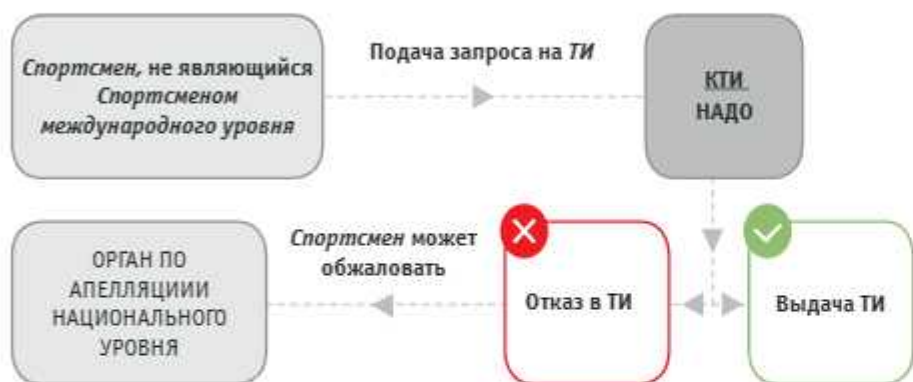 Спортсмен, не являющийся
Спортсменом
международного уровня
Подача запроса на ТИ
КТИ
НАДО
ОРГАН ПО
АПЕЛЛЯЦИИИ
НАЦИОНАЛЬНОГО
УРОВНЯ
Спортсмен может
обжаловать
Отказ в ТИ
Выдача ТИ